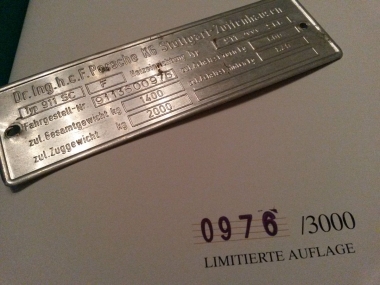 Dr.Ing.h.c.F.Porsche KG Stuttgart-Zuffenhausen
Typ 911 SC F
Fahrgestell-Nr. 9113600976
zul.Gesamtgewicht kg 1400
zul.Zuggewicht kg 2000
0976 /3000
LIMITIERTE AUFLAGE